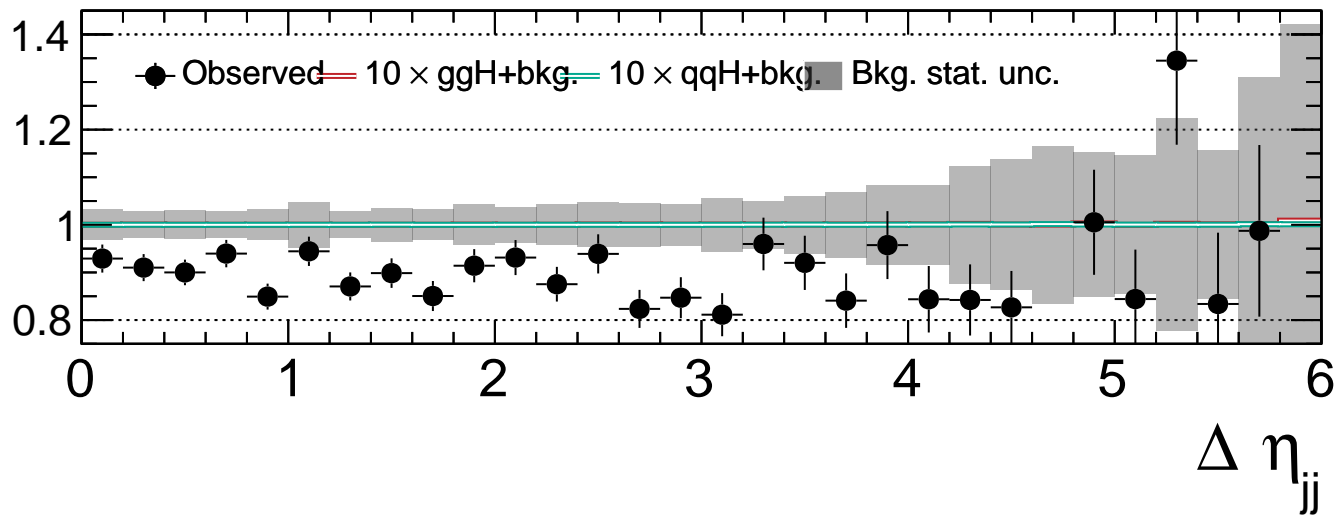 1.4
Observed 10 × ggH+bkg. 10 × qqH+bkg. Bkg. stat. unc.
1.2
1
0.8
0 1 2 3 4 5 6
Δ η_jj